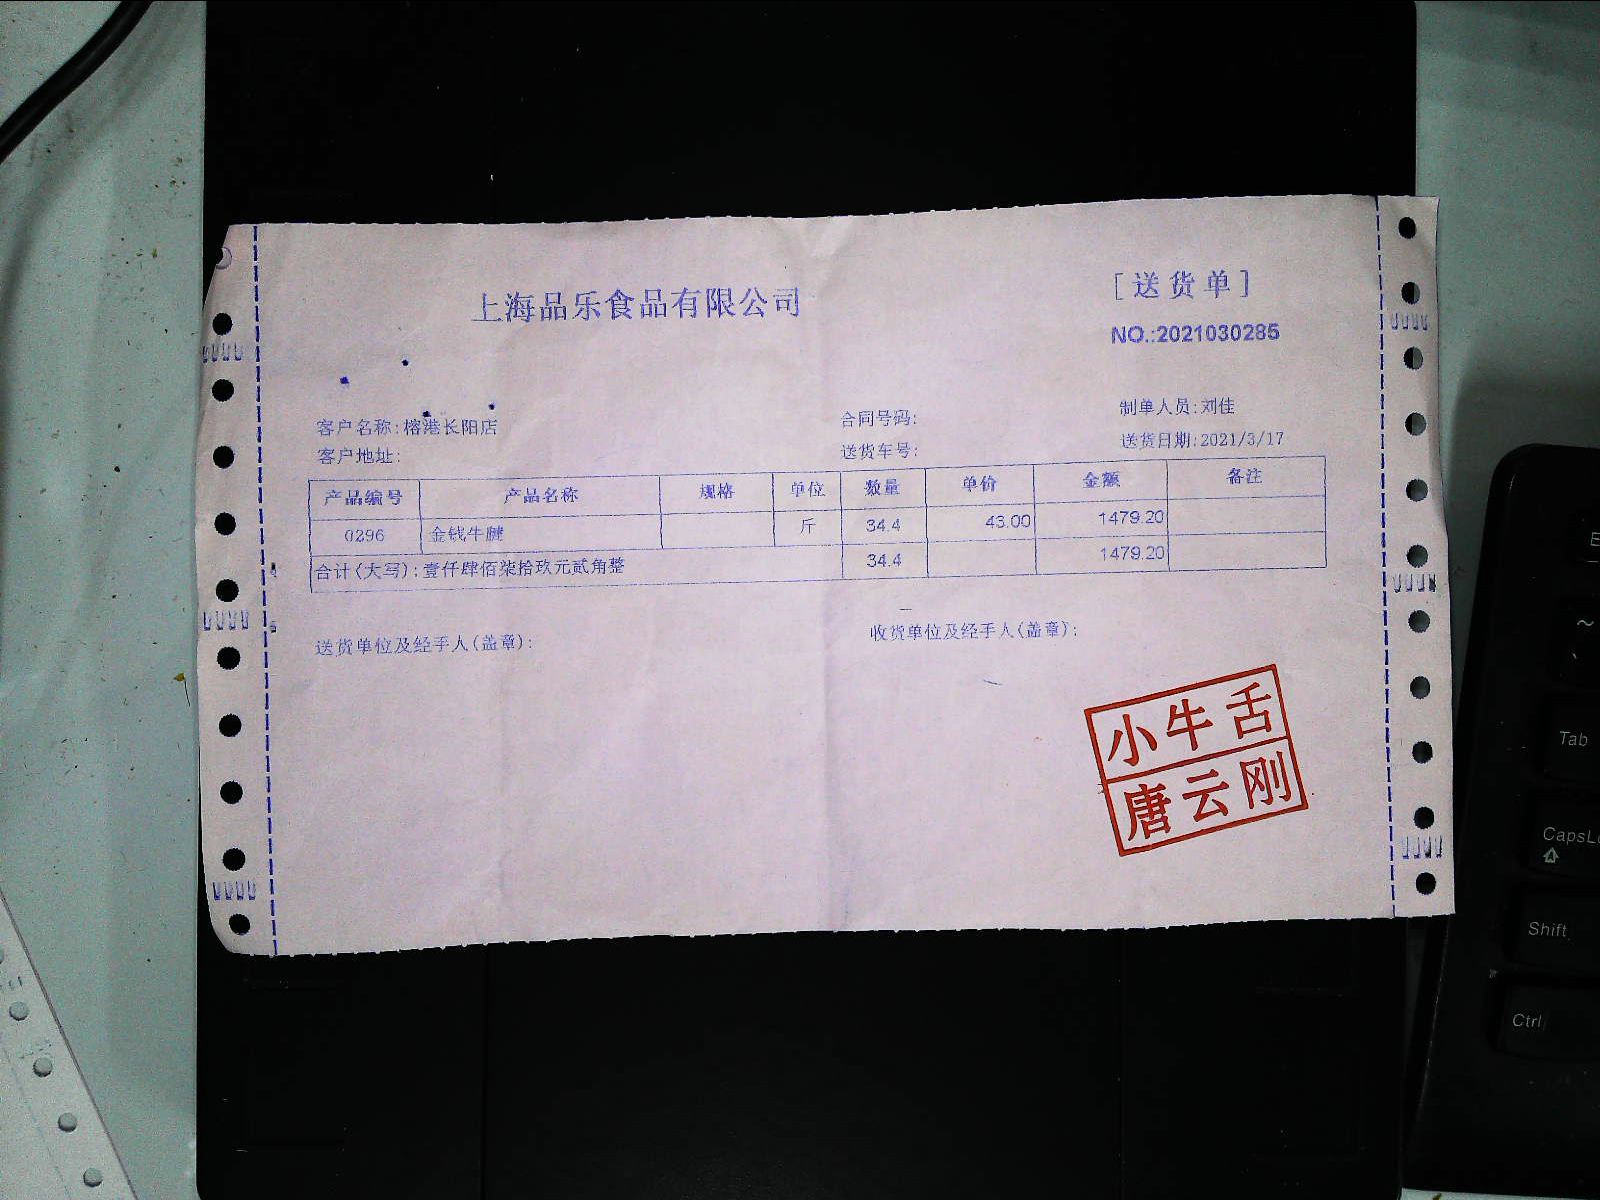 上海品乐食品有限公司
[送货单]
NO.:2021030285
客户名称:榕港长阳店 合同号码: 制单人员:刘佳
客户地址: 送货车号: 送货日期:2021/3/17
产品编号 产品名称 规格 单位 数量 单价 金额 备注
0296 金钱牛腱 斤 34.4 43.00 1479.20
合计(大写):壹仟肆佰柒拾玖元贰角整 34.4 1479.20
送货单位及经手人(盖章): 收货单位及经手人(盖章):
小牛舌
唐云刚
Tab
CapsLo
Shift
Ctrl